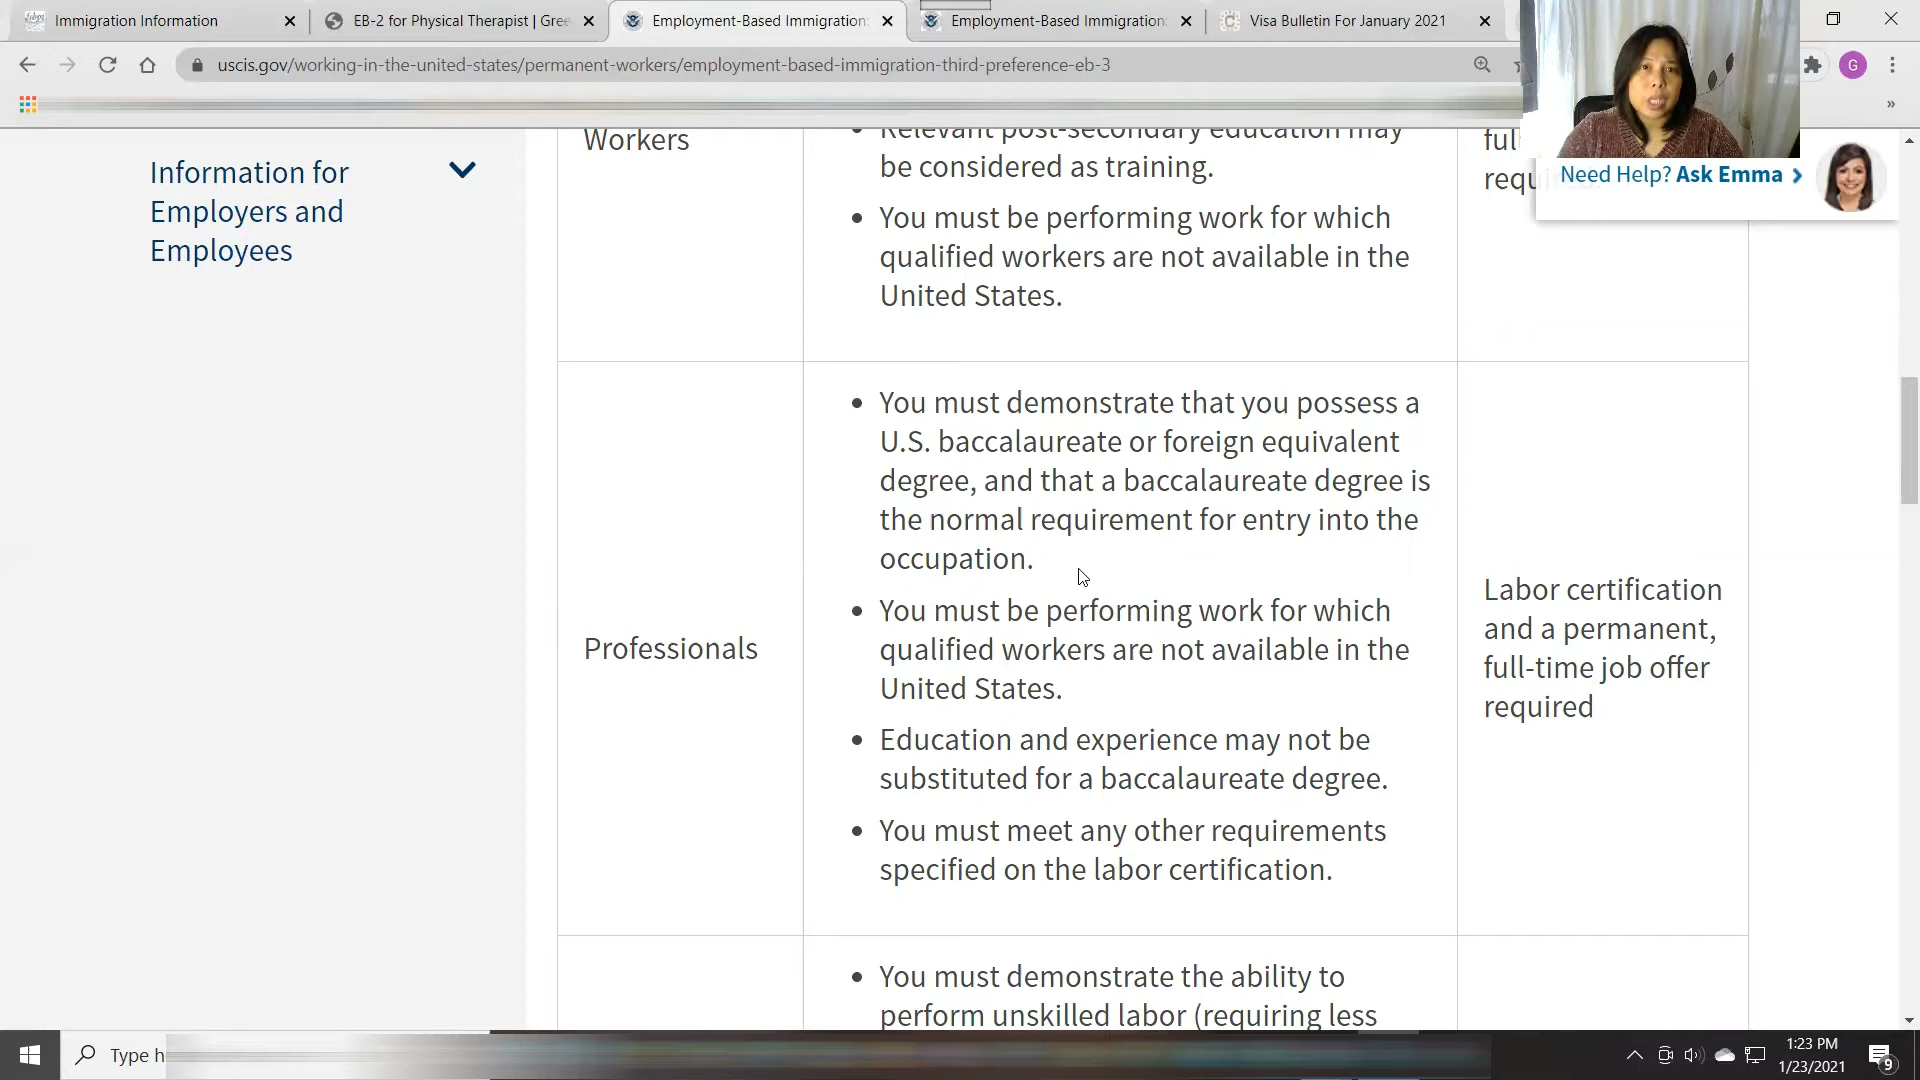 Immigration Information
EB-2 for Physical Therapist | Gree
Employment-Based Immigration:
Employment-Based Immigration:
Visa Bulletin For January 2021
uscis.gov/working-in-the-united-states/permanent-workers/employment-based-immigration-third-preference-eb-3
G
Information for
Employers and
Employees
Need Help? Ask Emma
Workers
Relevant post-secondary education may
be considered as training.
You must be performing work for which
qualified workers are not available in the
United States.
Professionals
You must demonstrate that you possess a
U.S. baccalaureate or foreign equivalent
degree, and that a baccalaureate degree is
the normal requirement for entry into the
occupation.
You must be performing work for which
qualified workers are not available in the
United States.
Education and experience may not be
substituted for a baccalaureate degree.
You must meet any other requirements
specified on the labor certification.
Labor certification
and a permanent,
full-time job offer
required
You must demonstrate the ability to
perform unskilled labor (requiring less
Type h
1:23 PM
1/23/2021
9